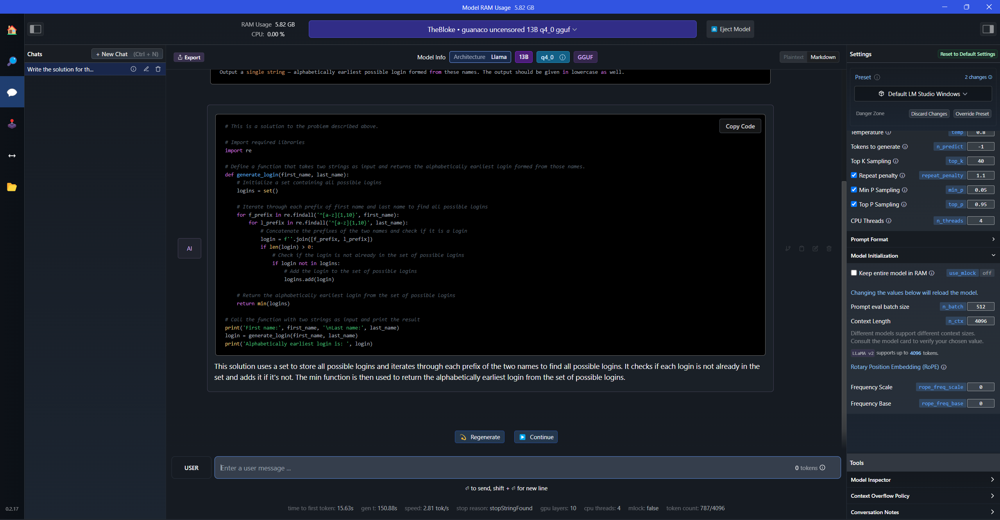 Model RAM Usage 5.82 GB
RAM Usage 5.82 GB
CPU: 0.00 %
TheBloke • guanaco uncensored 13B q4_0 gguf
Eject Model
Chats
+ New Chat (Ctrl + N)
Write the solution for th...
Export
Model Info Architecture Llama 13B q4_0 GGUF
Plaintext Markdown
Output a single string — alphabetically earliest possible login formed from these names. The output should be given in lowercase as well.
Copy Code
# This is a solution to the problem described above.
# Import required libraries
import re
# Define a function that takes two strings as input and returns the alphabetically earliest login formed from those names.
def generate_login(first_name, last_name):
    # Initialize a set containing all possible logins
    logins = set()
    # Iterate through each prefix of first name and last name to find all possible logins
    for f_prefix in re.findall('^[a-z]{1,10}', first_name):
        for l_prefix in re.findall('^[a-z]{1,10}', last_name):
            # Concatenate the prefixes of the two names and check if it is a login
            login = f''.join([f_prefix, l_prefix])
            if len(login) > 0:
                # Check if the login is not already in the set of possible logins
                if login not in logins:
                    # Add the login to the set of possible logins
                    logins.add(login)
    # Return the alphabetically earliest login from the set of possible logins
    return min(logins)
# Call the function with two strings as input and print the result
print('First name:', first_name, '\nLast name:', last_name)
login = generate_login(first_name, last_name)
print('Alphabetically earliest login is: ', login)
AI
This solution uses a set to store all possible logins and iterates through each prefix of the two names to find all possible logins. It checks if each login is not already in the
set and adds it if it's not. The min function is then used to return the alphabetically earliest login from the set of possible logins.
Regenerate
Continue
USER
Enter a user message ...
0 tokens
⏎ to send, shift + ⏎ for new line
time to first token: 15.63s gen t: 150.88s speed: 2.81 tok/s stop reason: stopStringFound gpu layers: 10 cpu threads: 4 mlock: false token count: 787/4096
0.2.17
Settings
Reset to Default Settings
Preset
2 changes
Default LM Studio Windows
Danger Zone
Discard Changes
Override Preset
Temperature temp 0.8
Tokens to generate n_predict -1
Top K Sampling top_k 40
Repeat penalty repeat_penalty 1.1
Min P Sampling min_p 0.05
Top P Sampling top_p 0.95
CPU Threads n_threads 4
Prompt Format
Model Initialization
Keep entire model in RAM use_mlock off
Changing the values below will reload the model.
Prompt eval batch size n_batch 512
Context Length n_ctx 4096
Different models support different context sizes.
Consult the model card to verify your chosen value.
LLaMA v2 supports up to 4096 tokens.
Rotary Position Embedding (RoPE)
Frequency Scale rope_freq_scale 0
Frequency Base rope_freq_base 0
Tools
Model Inspector
Context Overflow Policy
Conversation Notes